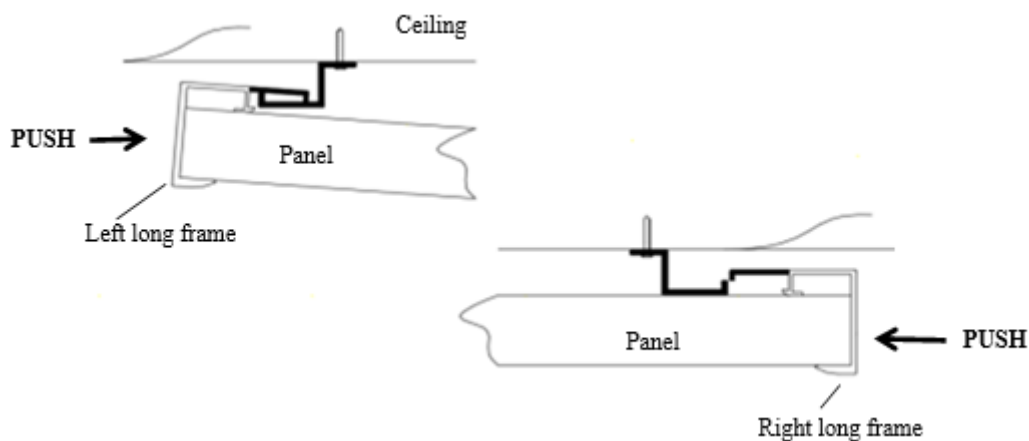 Ceiling
PUSH
Panel
Left long frame
Panel
PUSH
Right long frame